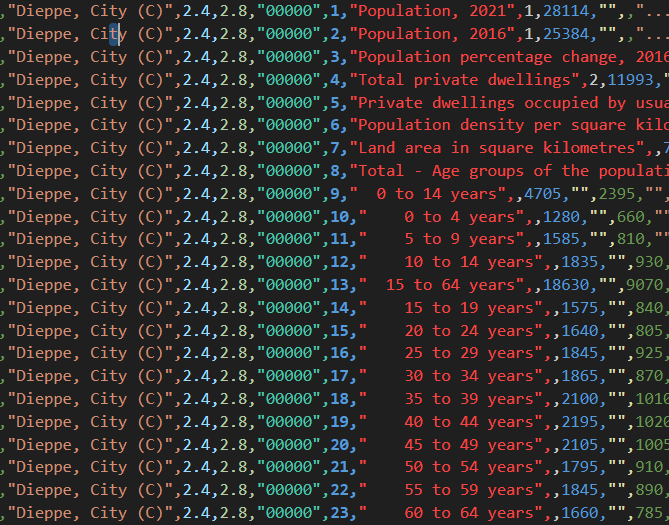 ,"Dieppe, City (C)",2.4,2.8,"00000",1,"Population, 2021",1,28114,"",,"...
,"Dieppe, City (C)",2.4,2.8,"00000",2,"Population, 2016",1,25384,"",,"...
,"Dieppe, City (C)",2.4,2.8,"00000",3,"Population percentage change, 2016
,"Dieppe, City (C)",2.4,2.8,"00000",4,"Total private dwellings",2,11993,"
,"Dieppe, City (C)",2.4,2.8,"00000",5,"Private dwellings occupied by usua
,"Dieppe, City (C)",2.4,2.8,"00000",6,"Population density per square kilo
,"Dieppe, City (C)",2.4,2.8,"00000",7,"Land area in square kilometres",,7
,"Dieppe, City (C)",2.4,2.8,"00000",8,"Total - Age groups of the populati
,"Dieppe, City (C)",2.4,2.8,"00000",9,"  0 to 14 years",,4705,"",2395,"",
,"Dieppe, City (C)",2.4,2.8,"00000",10,"    0 to 4 years",,1280,"",660,""
,"Dieppe, City (C)",2.4,2.8,"00000",11,"    5 to 9 years",,1585,"",810,""
,"Dieppe, City (C)",2.4,2.8,"00000",12,"    10 to 14 years",,1835,"",930,
,"Dieppe, City (C)",2.4,2.8,"00000",13,"  15 to 64 years",,18630,"",9070,
,"Dieppe, City (C)",2.4,2.8,"00000",14,"    15 to 19 years",,1575,"",840,
,"Dieppe, City (C)",2.4,2.8,"00000",15,"    20 to 24 years",,1640,"",805,
,"Dieppe, City (C)",2.4,2.8,"00000",16,"    25 to 29 years",,1845,"",925,
,"Dieppe, City (C)",2.4,2.8,"00000",17,"    30 to 34 years",,1865,"",870,
,"Dieppe, City (C)",2.4,2.8,"00000",18,"    35 to 39 years",,2100,"",1010
,"Dieppe, City (C)",2.4,2.8,"00000",19,"    40 to 44 years",,2195,"",1020
,"Dieppe, City (C)",2.4,2.8,"00000",20,"    45 to 49 years",,2105,"",1005
,"Dieppe, City (C)",2.4,2.8,"00000",21,"    50 to 54 years",,1795,"",910,
,"Dieppe, City (C)",2.4,2.8,"00000",22,"    55 to 59 years",,1845,"",890,
,"Dieppe, City (C)",2.4,2.8,"00000",23,"    60 to 64 years",,1660,"",785,